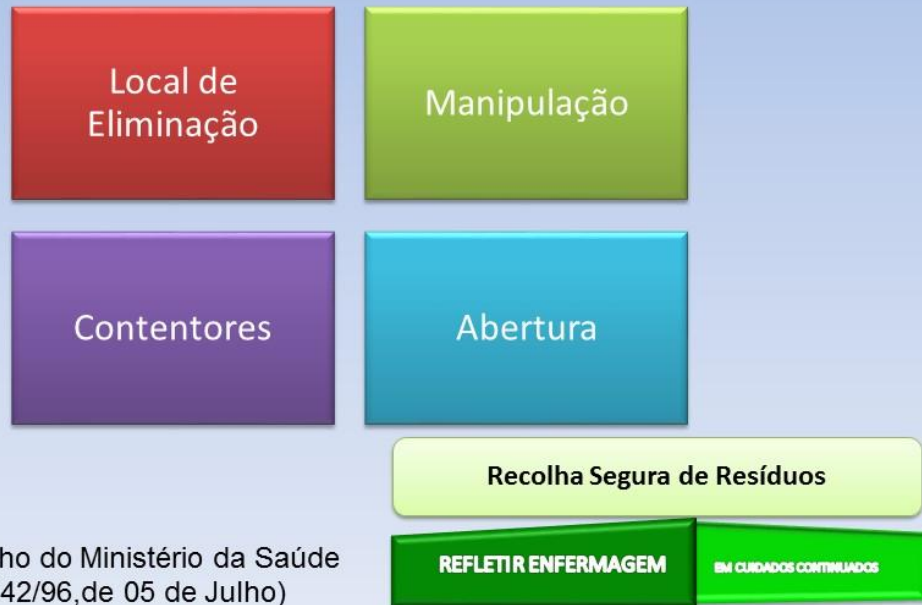 Local de
Eliminação
Manipulação
Contentores
Abertura
Recolha Segura de Resíduos
ho do Ministério da Saúde
42/96,de 05 de Julho)
REFLETIR ENFERMAGEM
EM CUIDADOS CONTINUADOS